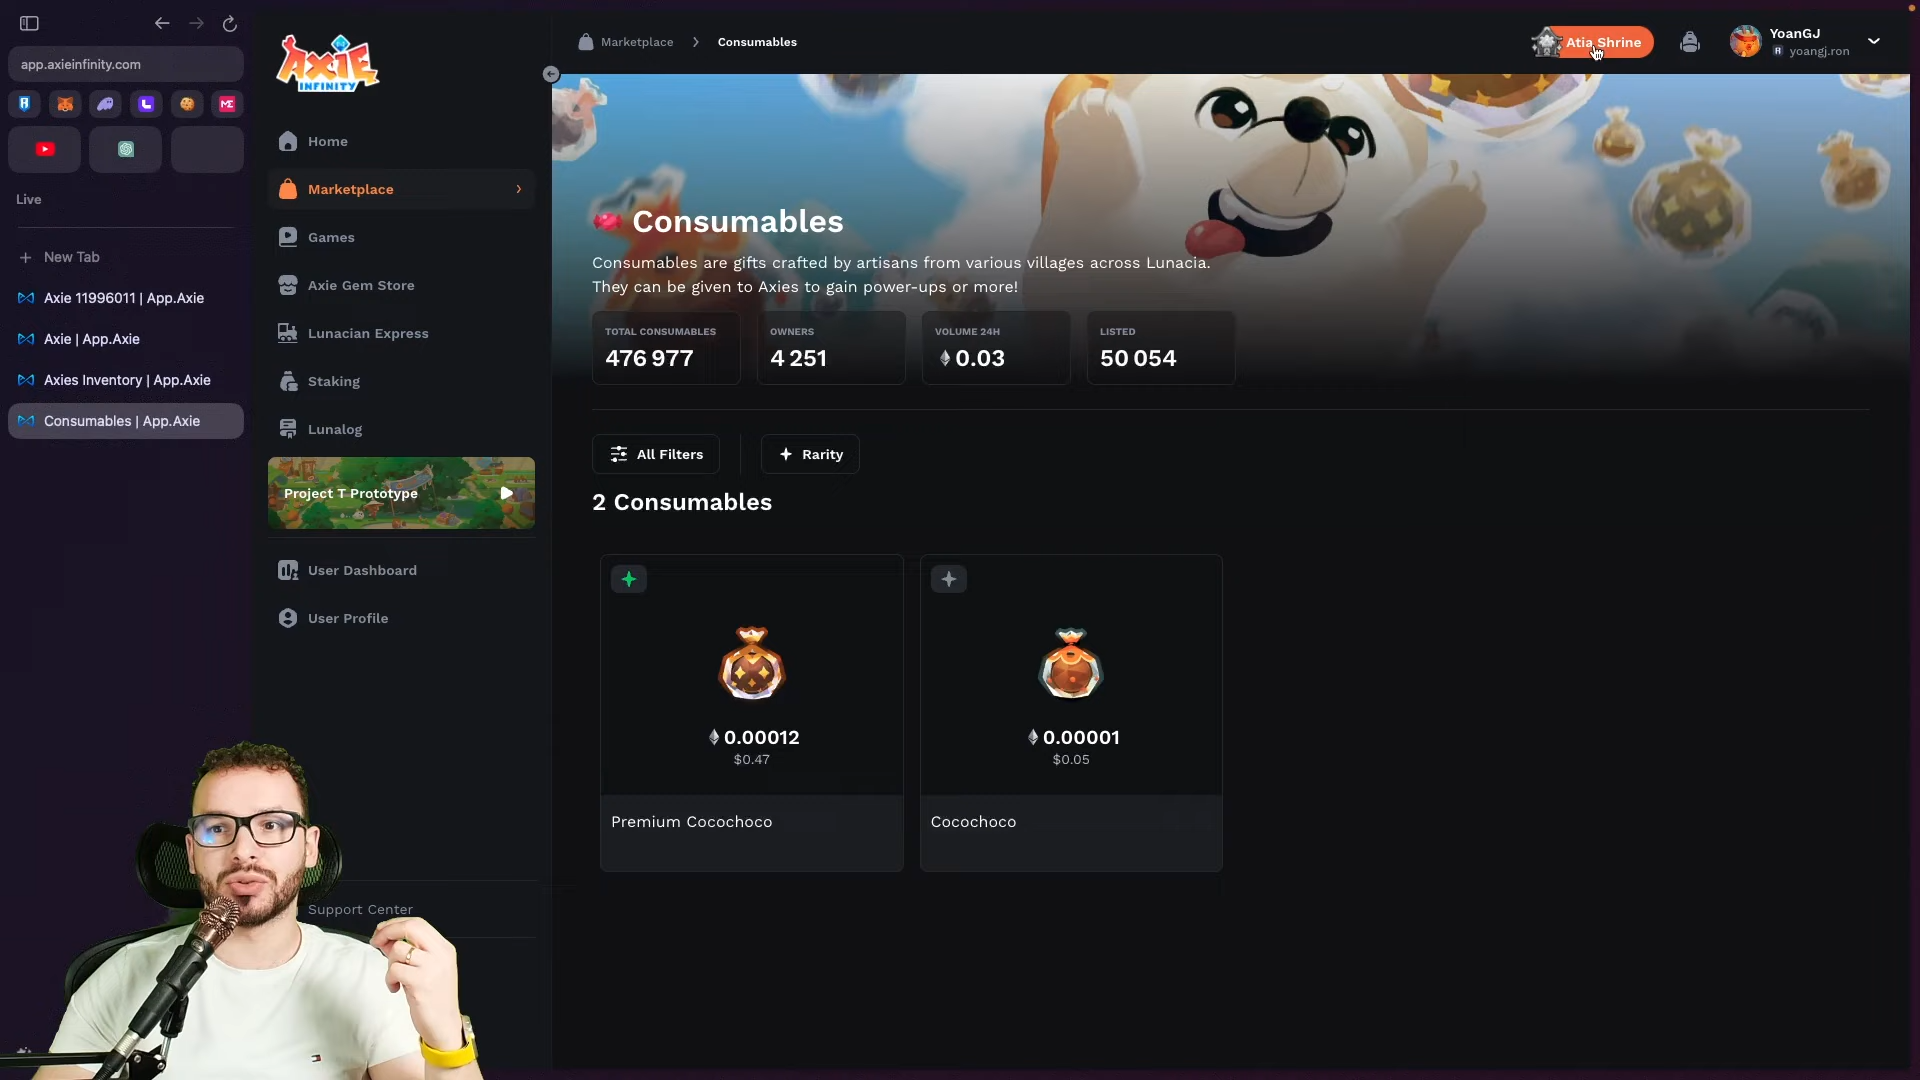 app.axieinfinity.com
Live
New Tab
Axie 11996011 | App.Axie
Axie | App.Axie
Axies Inventory | App.Axie
Consumables | App.Axie
AXIE
INFINITY
Home
Marketplace
Games
Axie Gem Store
Lunacian Express
Staking
Lunalog
Project T Prototype
User Dashboard
User Profile
Support Center
Marketplace > Consumables
Atia Shrine
YoanGJ
yoangj.ron
Consumables
Consumables are gifts crafted by artisans from various villages across Lunacia.
They can be given to Axies to gain power-ups or more!
TOTAL CONSUMABLES
476 977
OWNERS
4 251
VOLUME 24H
0.03
LISTED
50 054
All Filters
Rarity
2 Consumables
0.00012
$0.47
Premium Cocochoco
0.00001
$0.05
Cocochoco